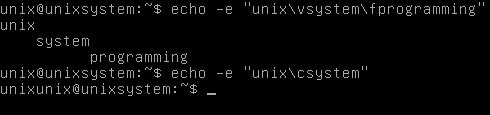 unix@unixsystem:~$ echo -e "unix\vsystem\fprogramming"
unix
    system
          programming
unix@unixsystem:~$ echo -e "unix\csystem"
unixunix@unixsystem:~$ _